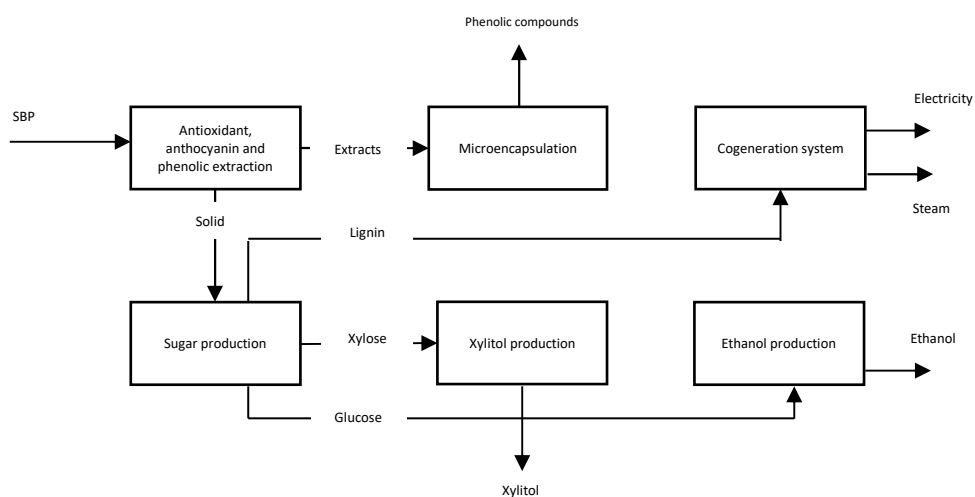 Phenolic compounds
Electricity
SBP
Antioxidant,
anthocyanin and
phenolic extraction
Extracts
Microencapsulation
Cogeneration system
Steam
Solid
Lignin
Sugar production
Xylose
Xylitol production
Ethanol production
Ethanol
Glucose
Xylitol